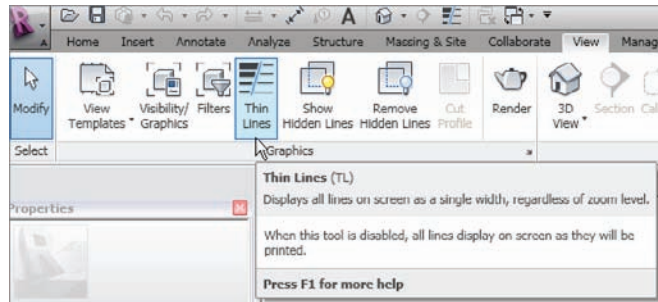 Home Insert Annotate Analyze Structure Massing & Site Collaborate View Manag
Modify
View Templates
Visibility/ Graphics
Filters
Thin Lines
Show Hidden Lines
Remove Hidden Lines
Cut Profile
Render
3D View
Section
Cal
Select
Graphics
Thin Lines (TL)
Displays all lines on screen as a single width, regardless of zoom level.
When this tool is disabled, all lines display on screen as they will be
printed.
Press F1 for more help
Properties